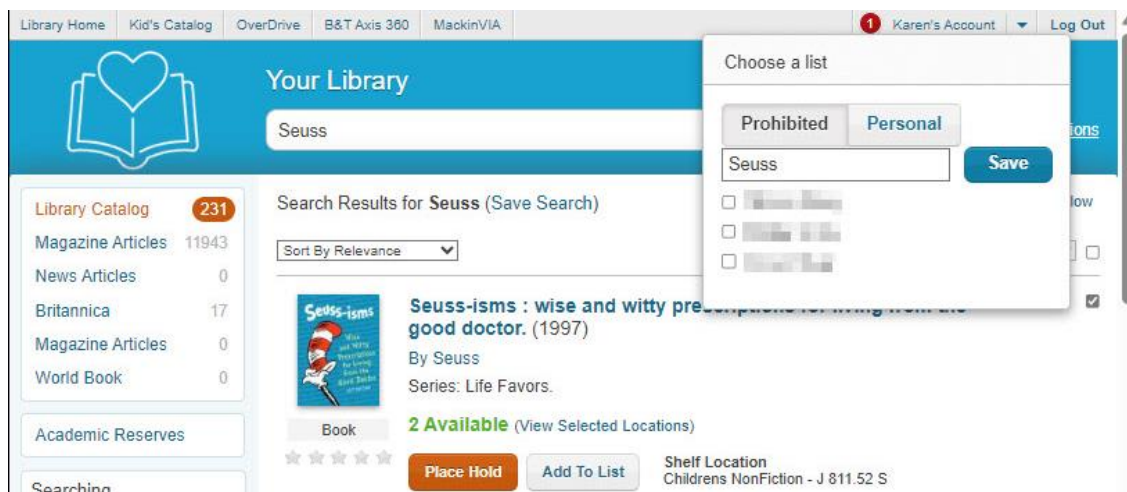 Library Home Kid's Catalog OverDrive B&T Axis 360 MackinVIA 1 Karen's Account Log Out
Your Library
Seuss
ions
Choose a list
Prohibited Personal
Seuss Save
Library Catalog 231
Magazine Articles 11943
News Articles 0
Britannica 17
Magazine Articles 0
World Book 0
Academic Reserves
Searching
Search Results for Seuss (Save Search)
low
Sort By Relevance
Seuss-isms
Book
Seuss-isms : wise and witty prescriptions for living from the
good doctor. (1997)
By Seuss
Series: Life Favors.
2 Available (View Selected Locations)
Place Hold Add To List
Shelf Location
Childrens NonFiction - J 811.52 S